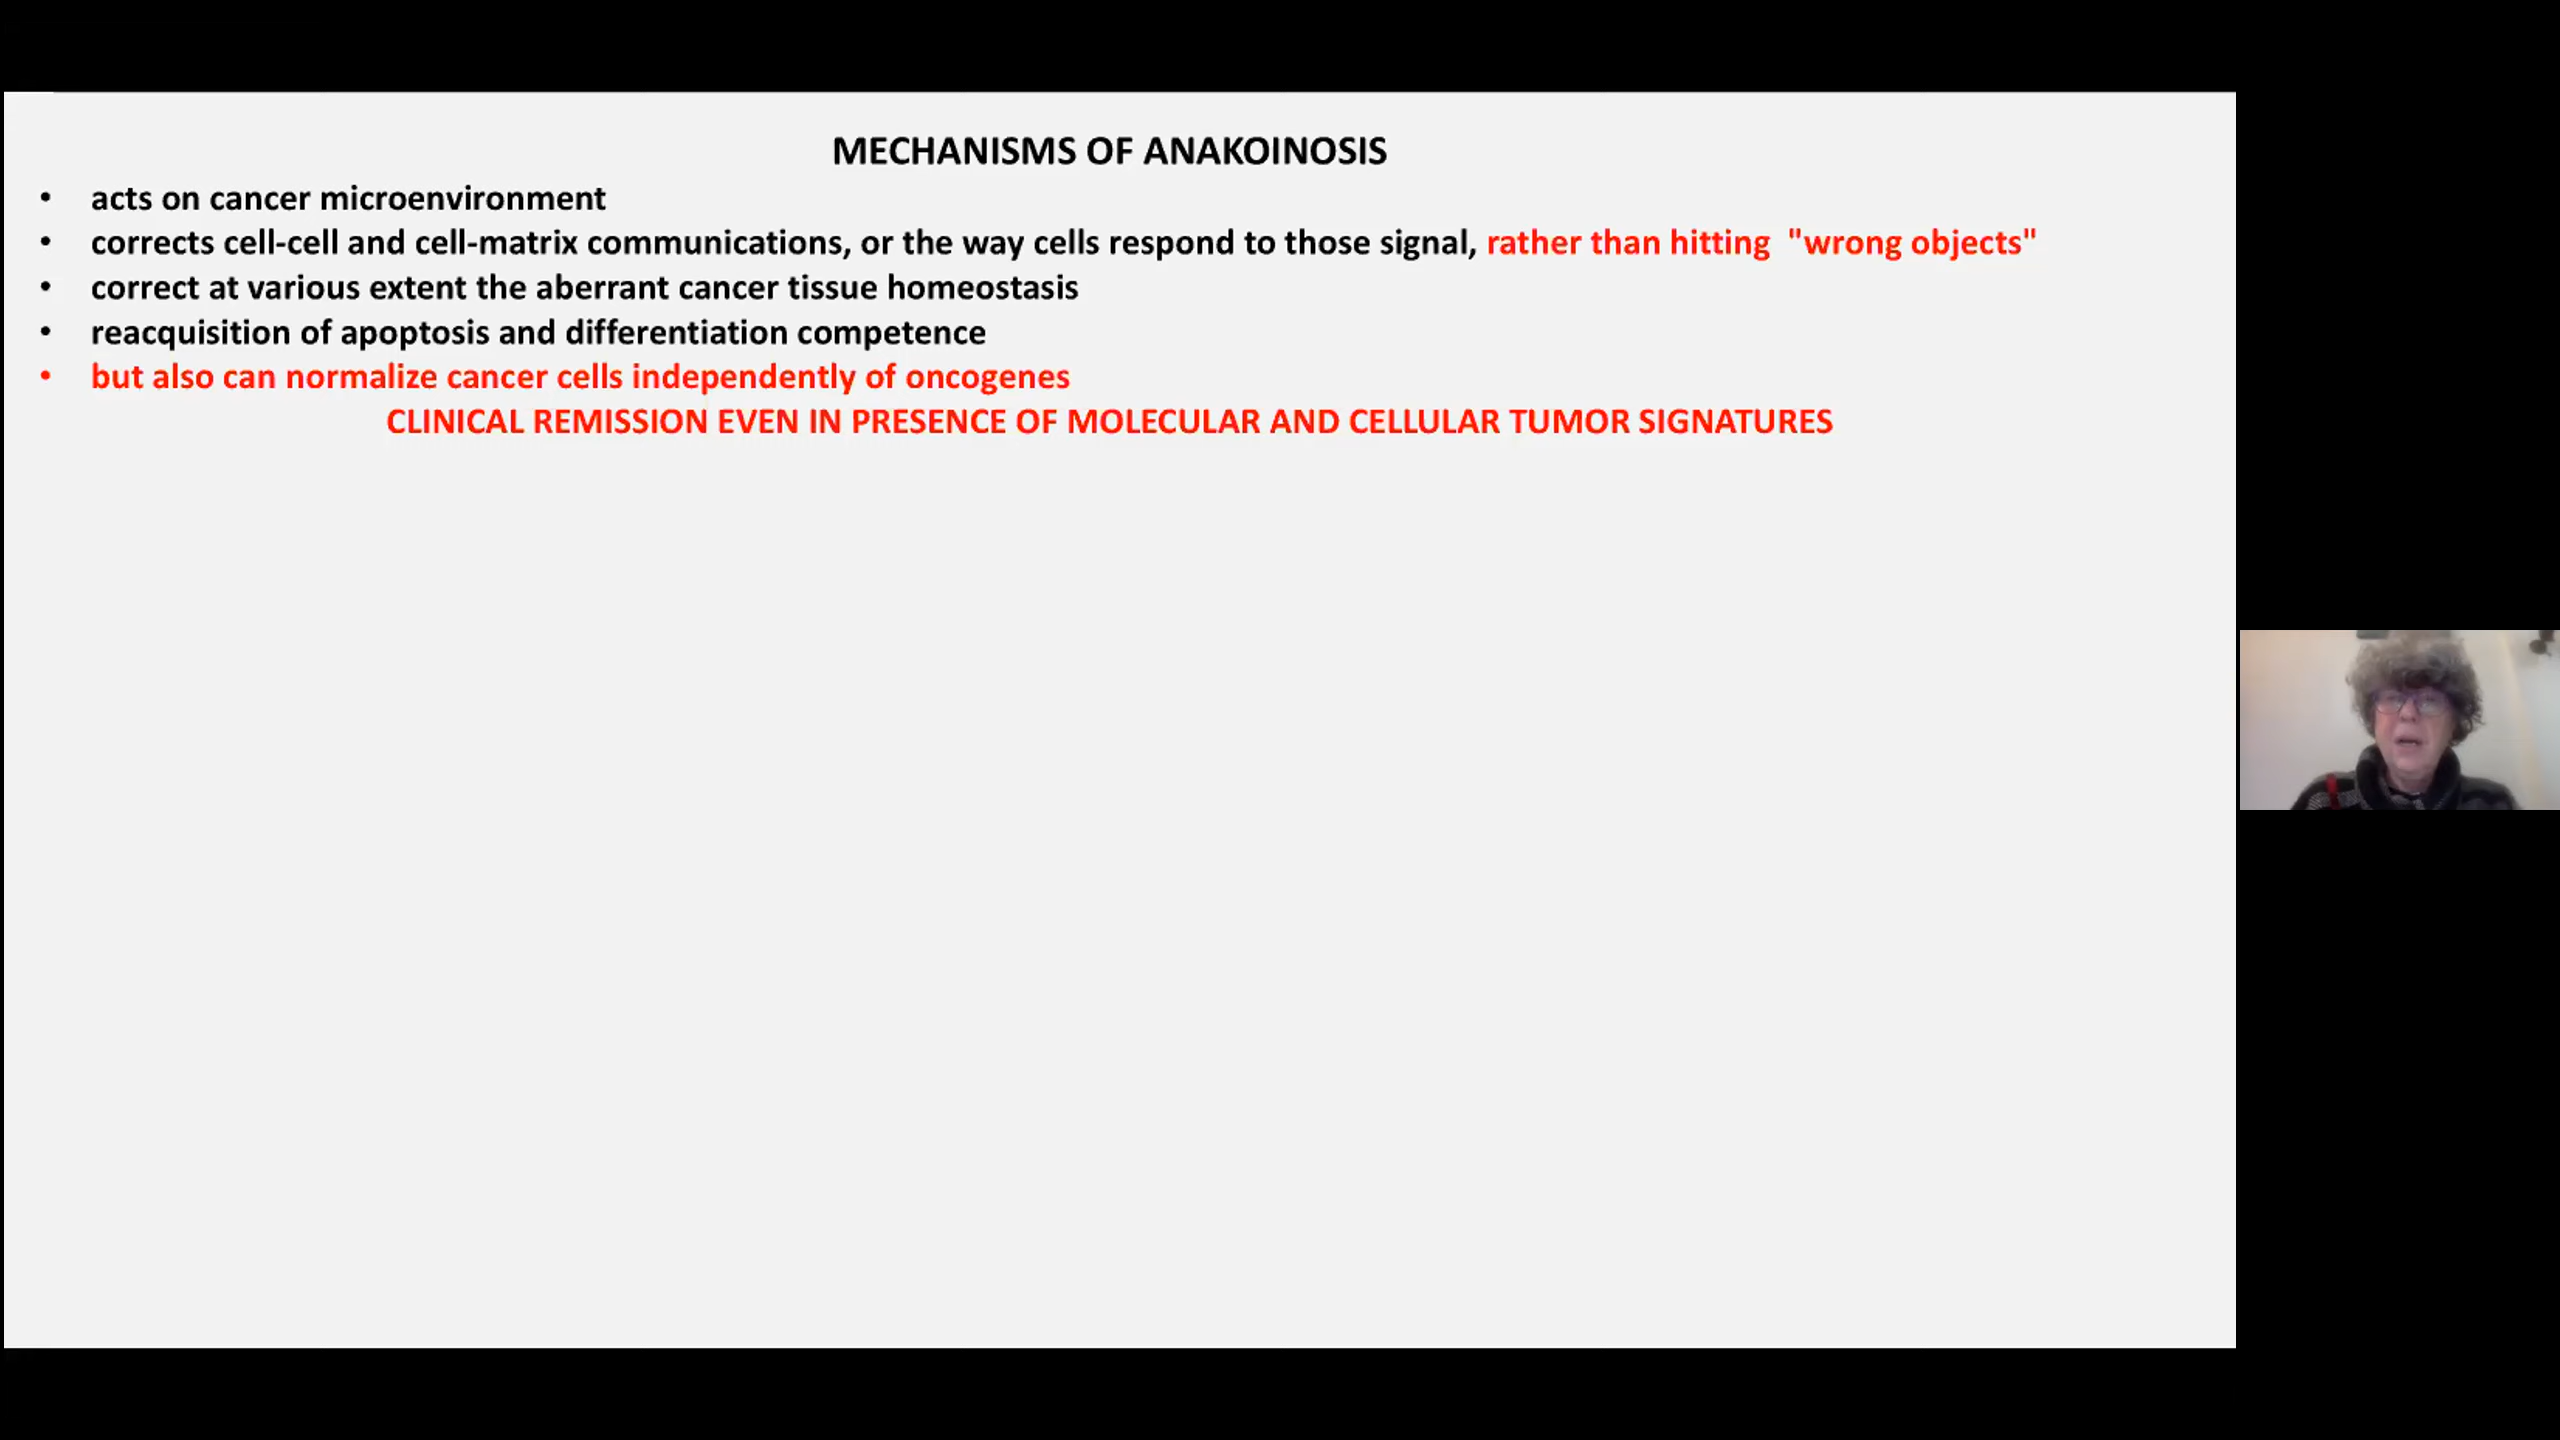 MECHANISMS OF ANAKOINOSIS
• acts on cancer microenvironment
• corrects cell-cell and cell-matrix communications, or the way cells respond to those signal, rather than hitting  "wrong objects"
• correct at various extent the aberrant cancer tissue homeostasis
• reacquisition of apoptosis and differentiation competence
• but also can normalize cancer cells independently of oncogenes
CLINICAL REMISSION EVEN IN PRESENCE OF MOLECULAR AND CELLULAR TUMOR SIGNATURES